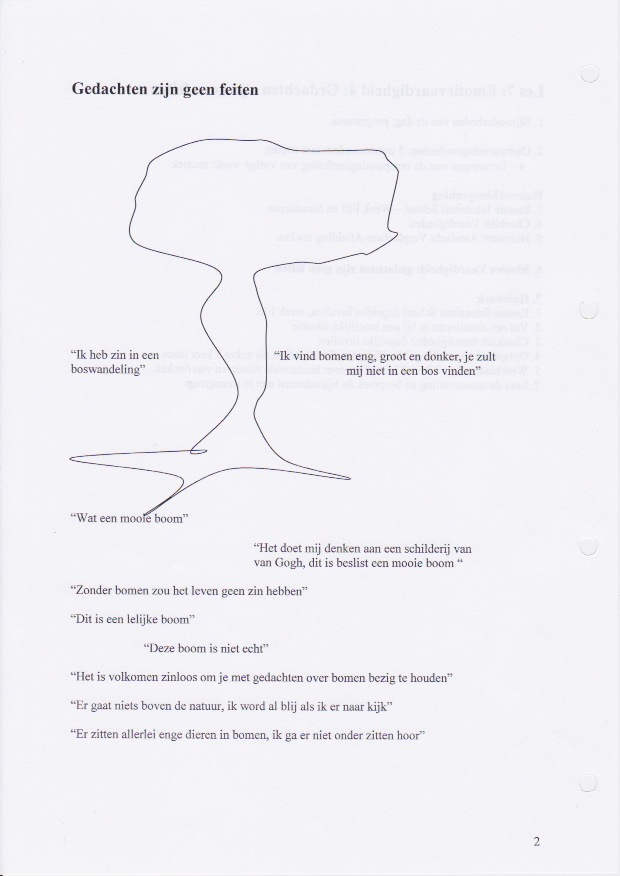 Gedachten zijn geen feiten
“Ik heb zin in een
boswandeling”
“Ik vind bomen eng, groot en donker, je zult
mij niet in een bos vinden”
“Wat een mooie boom”
“Het doet mij denken aan een schilderij van
van Gogh, dit is beslist een mooie boom “
“Zonder bomen zou het leven geen zin hebben”
“Dit is een lelijke boom”
“Deze boom is niet echt”
“Het is volkomen zinloos om je met gedachten over bomen bezig te houden”
“Er gaat niets boven de natuur, ik word al blij als ik er naar kijk”
“Er zitten allerlei enge dieren in bomen, ik ga er niet onder zitten hoor”
2